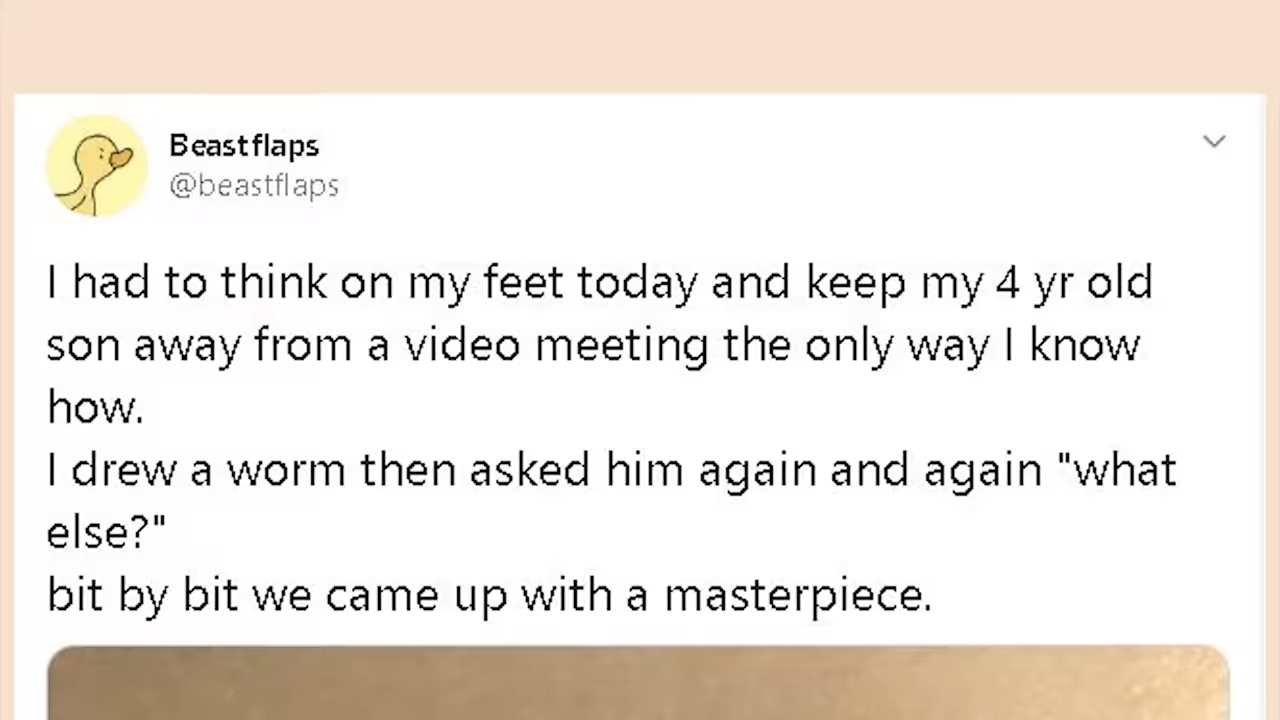 Beastflaps
@beastflaps
I had to think on my feet today and keep my 4 yr old
son away from a video meeting the only way I know
how.
I drew a worm then asked him again and again "what
else?"
bit by bit we came up with a masterpiece.